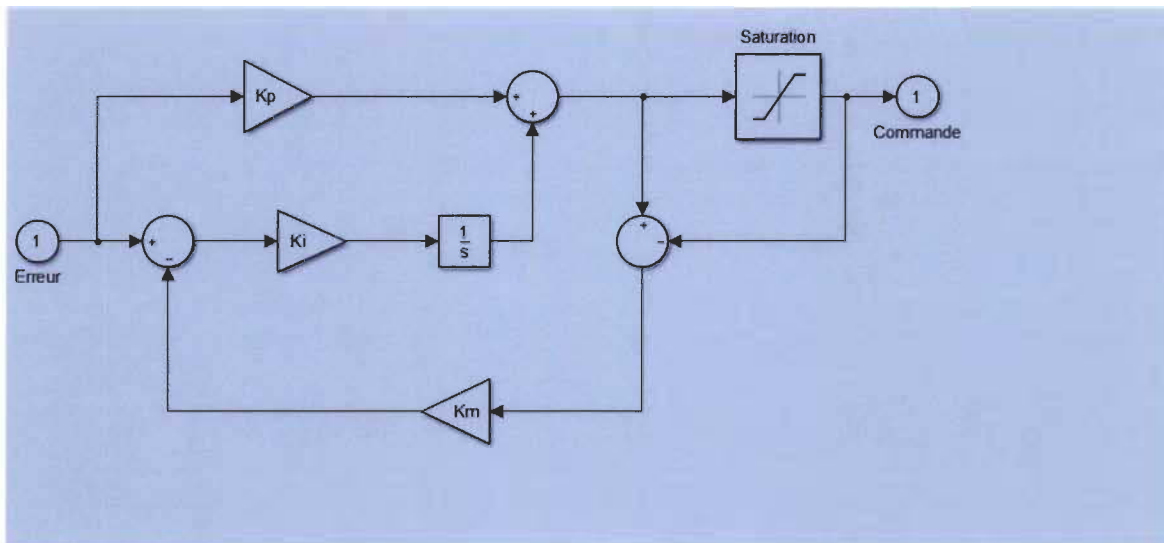 Saturation
Kp
+
+
1
Commande
1
Erreur
+
−
Ki
1
s
+
−
Km